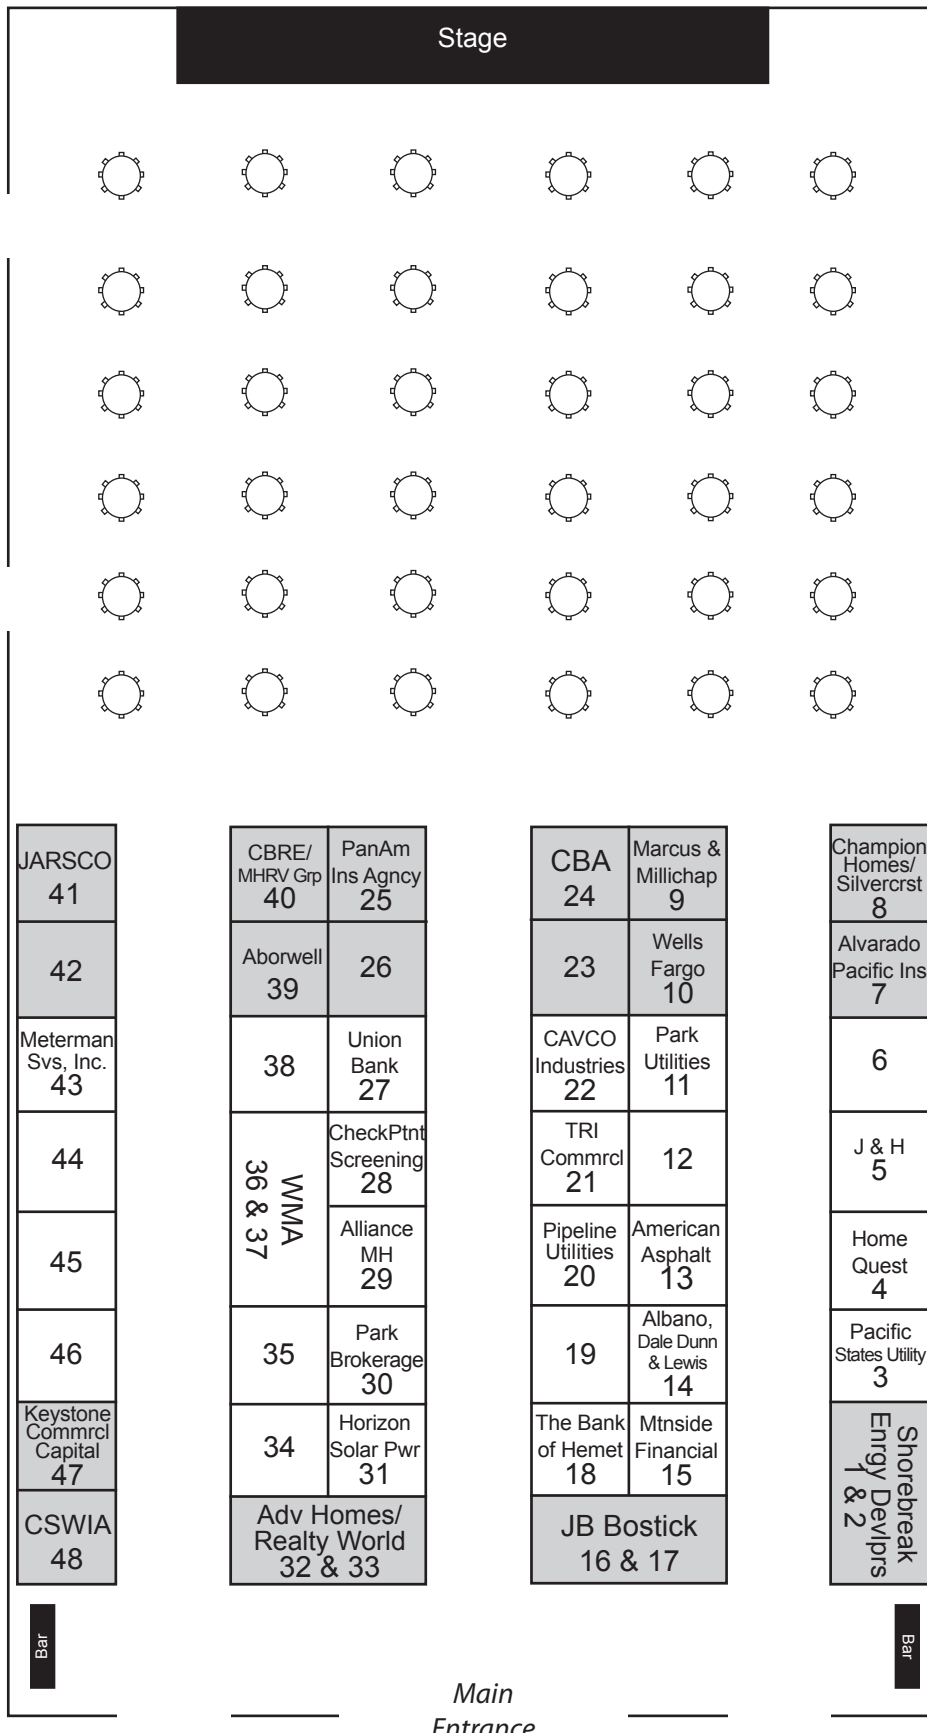 Stage
JARSCO
41
42
Meterman
Svs, Inc.
43
44
45
46
Keystone
Commrcl
Capital
47
CSWIA
48
CBRE/
MHRV Grp
40
Aborwell
39
38
WMA
36 & 37
35
34
PanAm
Ins Agncy
25
26
Union
Bank
27
CheckPtnt
Screening
28
Alliance
MH
29
Park
Brokerage
30
Horizon
Solar Pwr
31
Adv Homes/
Realty World
32 & 33
CBA
24
23
CAVCO
Industries
22
TRI
Commrcl
21
Pipeline
Utilities
20
19
The Bank
of Hemet
18
Marcus &
Millichap
9
Wells
Fargo
10
Park
Utilities
11
12
American
Asphalt
13
Albano,
Dale Dunn
& Lewis
14
Mtnside
Financial
15
JB Bostick
16 & 17
Champion
Homes/
Silvercrst
8
Alvarado
Pacific Ins
7
6
J & H
5
Home
Quest
4
Pacific
States Utility
3
Shorebreak
Enrgy Devlprs
1 & 2
Bar
Bar
Main
Entrance